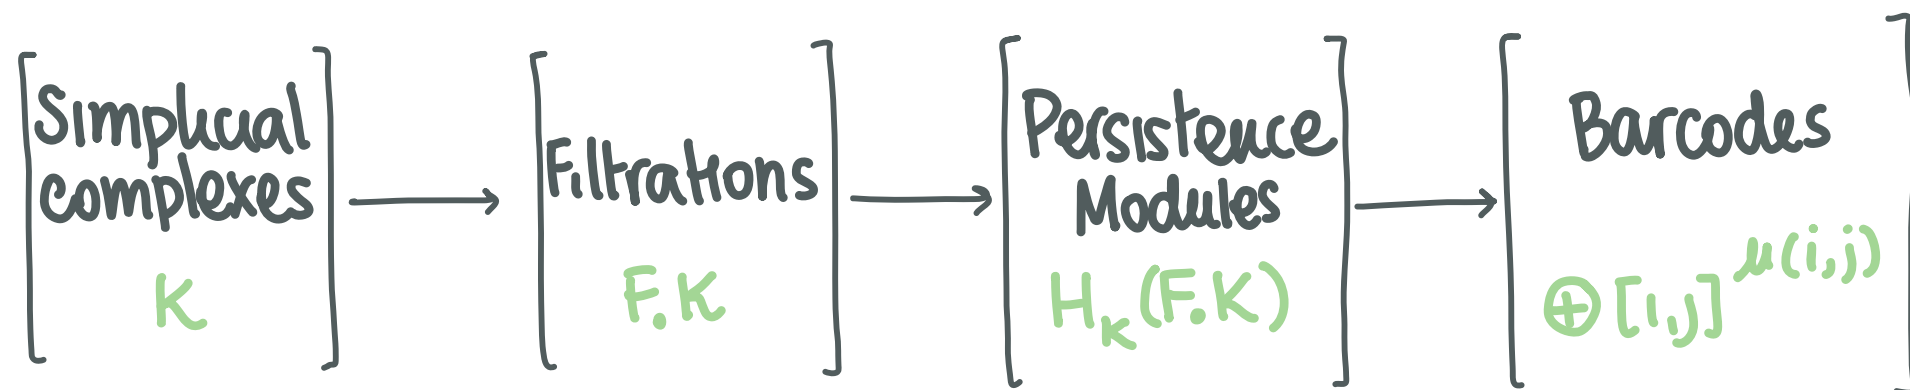 Simplicial
complexes
K
Filtrations
F.K
Persistence
Modules
H_K(F.K)
Barcodes
⊕ [i,j]^μ(i,j)